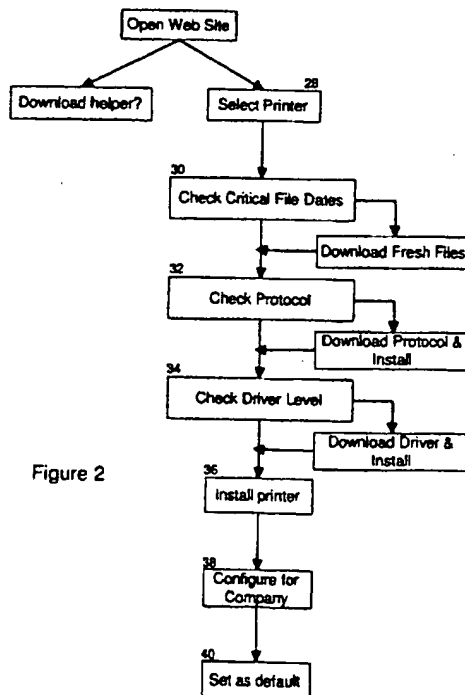 Open Web Site
Download helper?
28
Select Printer
30
Check Critical File Dates
Download Fresh Files
32
Check Protocol
Download Protocol &
Install
34
Check Driver Level
Download Driver &
Install
Figure 2
36
Install printer
38
Configure for
Company
40
Set as default